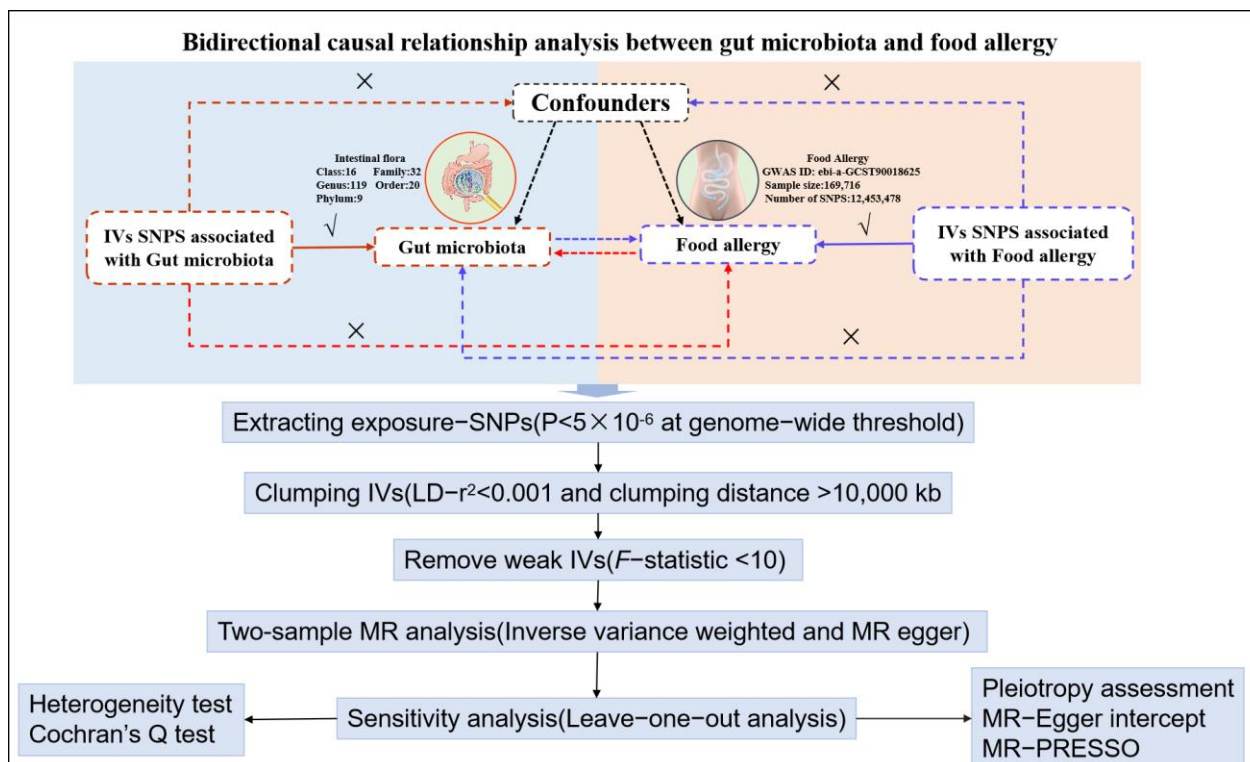 Bidirectional causal relationship analysis between gut microbiota and food allergy
×
×
Confounders
Intestinal flora
Class:16 Family:32
Genus:119 Order:20
Phylum:9
Food Allergy
GWAS ID: ebi-a-GCST90018625
Sample size:169,716
Number of SNPS:12,453,478
√
√
IVs SNPS associated
with Gut microbiota
Gut microbiota
Food allergy
IVs SNPS associated
with Food allergy
×
×
Extracting exposure−SNPs(P<5×10⁻⁶ at genome−wide threshold)
Clumping IVs(LD−r²<0.001 and clumping distance >10,000 kb
Remove weak IVs(F−statistic <10)
Two-sample MR analysis(Inverse variance weighted and MR egger)
Heterogeneity test
Cochran's Q test
Sensitivity analysis(Leave−one−out analysis)
Pleiotropy assessment
MR−Egger intercept
MR−PRESSO